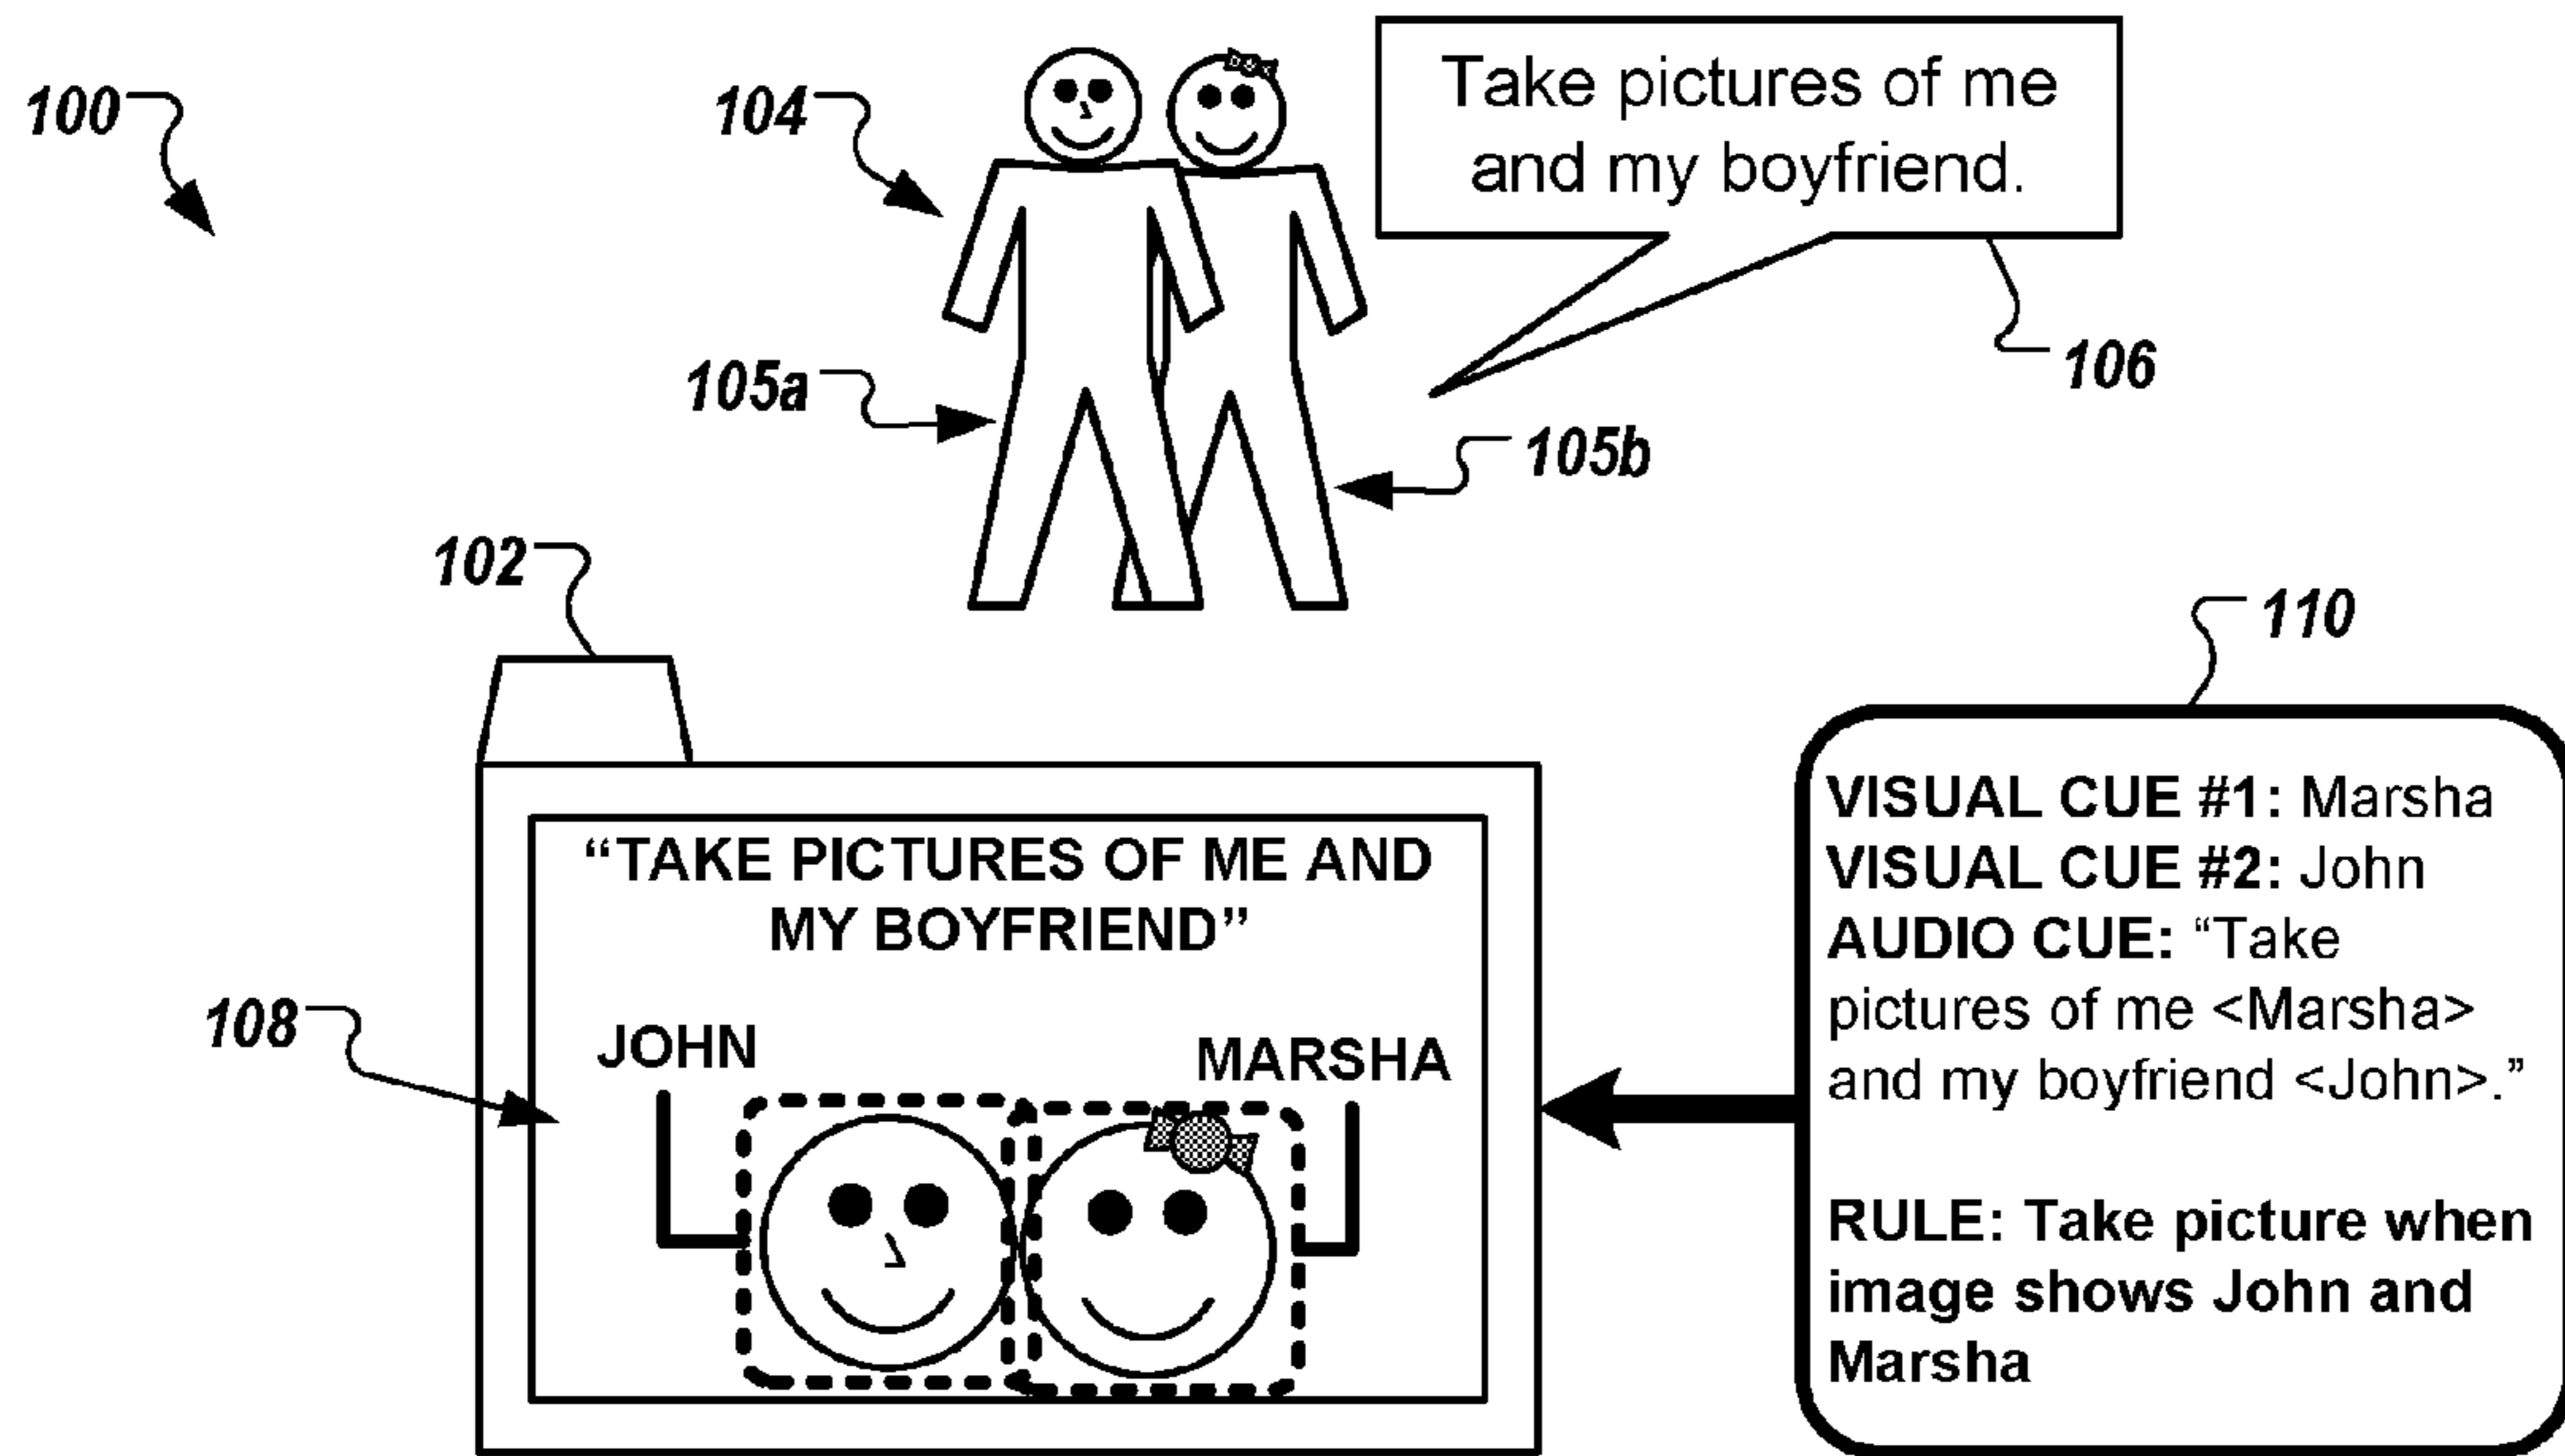 100
104
Take pictures of me
and my boyfriend.
106
105a
105b
102
110
“TAKE PICTURES OF ME AND
MY BOYFRIEND”
108
JOHN
MARSHA
VISUAL CUE #1: Marsha
VISUAL CUE #2: John
AUDIO CUE: “Take
pictures of me <Marsha>
and my boyfriend <John>.”
RULE: Take picture when
image shows John and
Marsha